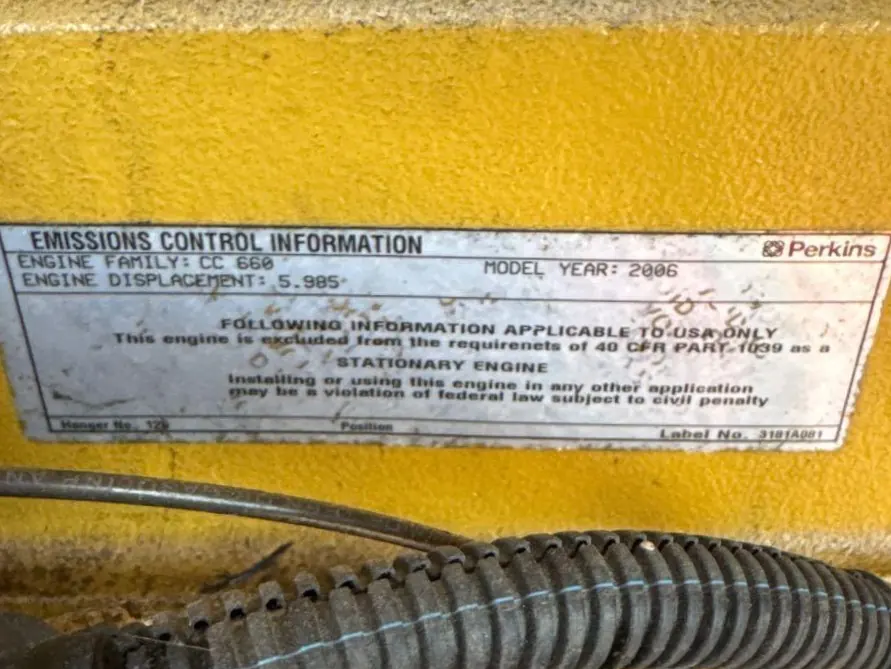 EMISSIONS CONTROL INFORMATION
Perkins
ENGINE FAMILY: CC 660
MODEL YEAR: 2006
ENGINE DISPLACEMENT: 5.985
FOLLOWING INFORMATION APPLICABLE TO USA ONLY
This engine is excluded from the requirenets of 40 CFR PART 1039 as a
STATIONARY ENGINE
Installing or using this engine in any other application
may be a violation of federal law subject to civil penalty
Hanger No. Position Label No. 3181A081